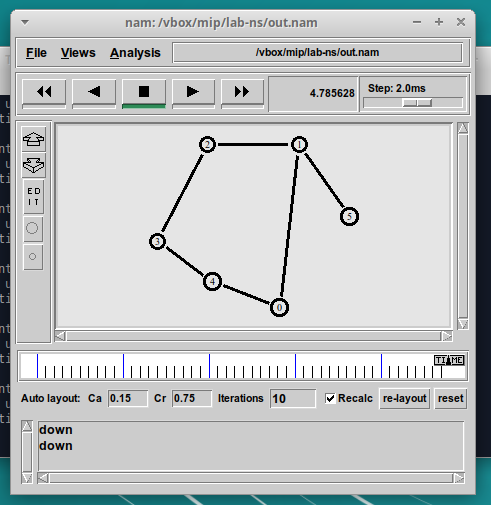 nam: /vbox/mip/lab-ns/out.nam
File Views Analysis /vbox/mip/lab-ns/out.nam
4.785628 Step: 2.0ms
ED
IT
2 1
5
3
4
0
TIME
Auto layout: Ca 0.15 Cr 0.75 Iterations 10 Recalc re-layout reset
down
down